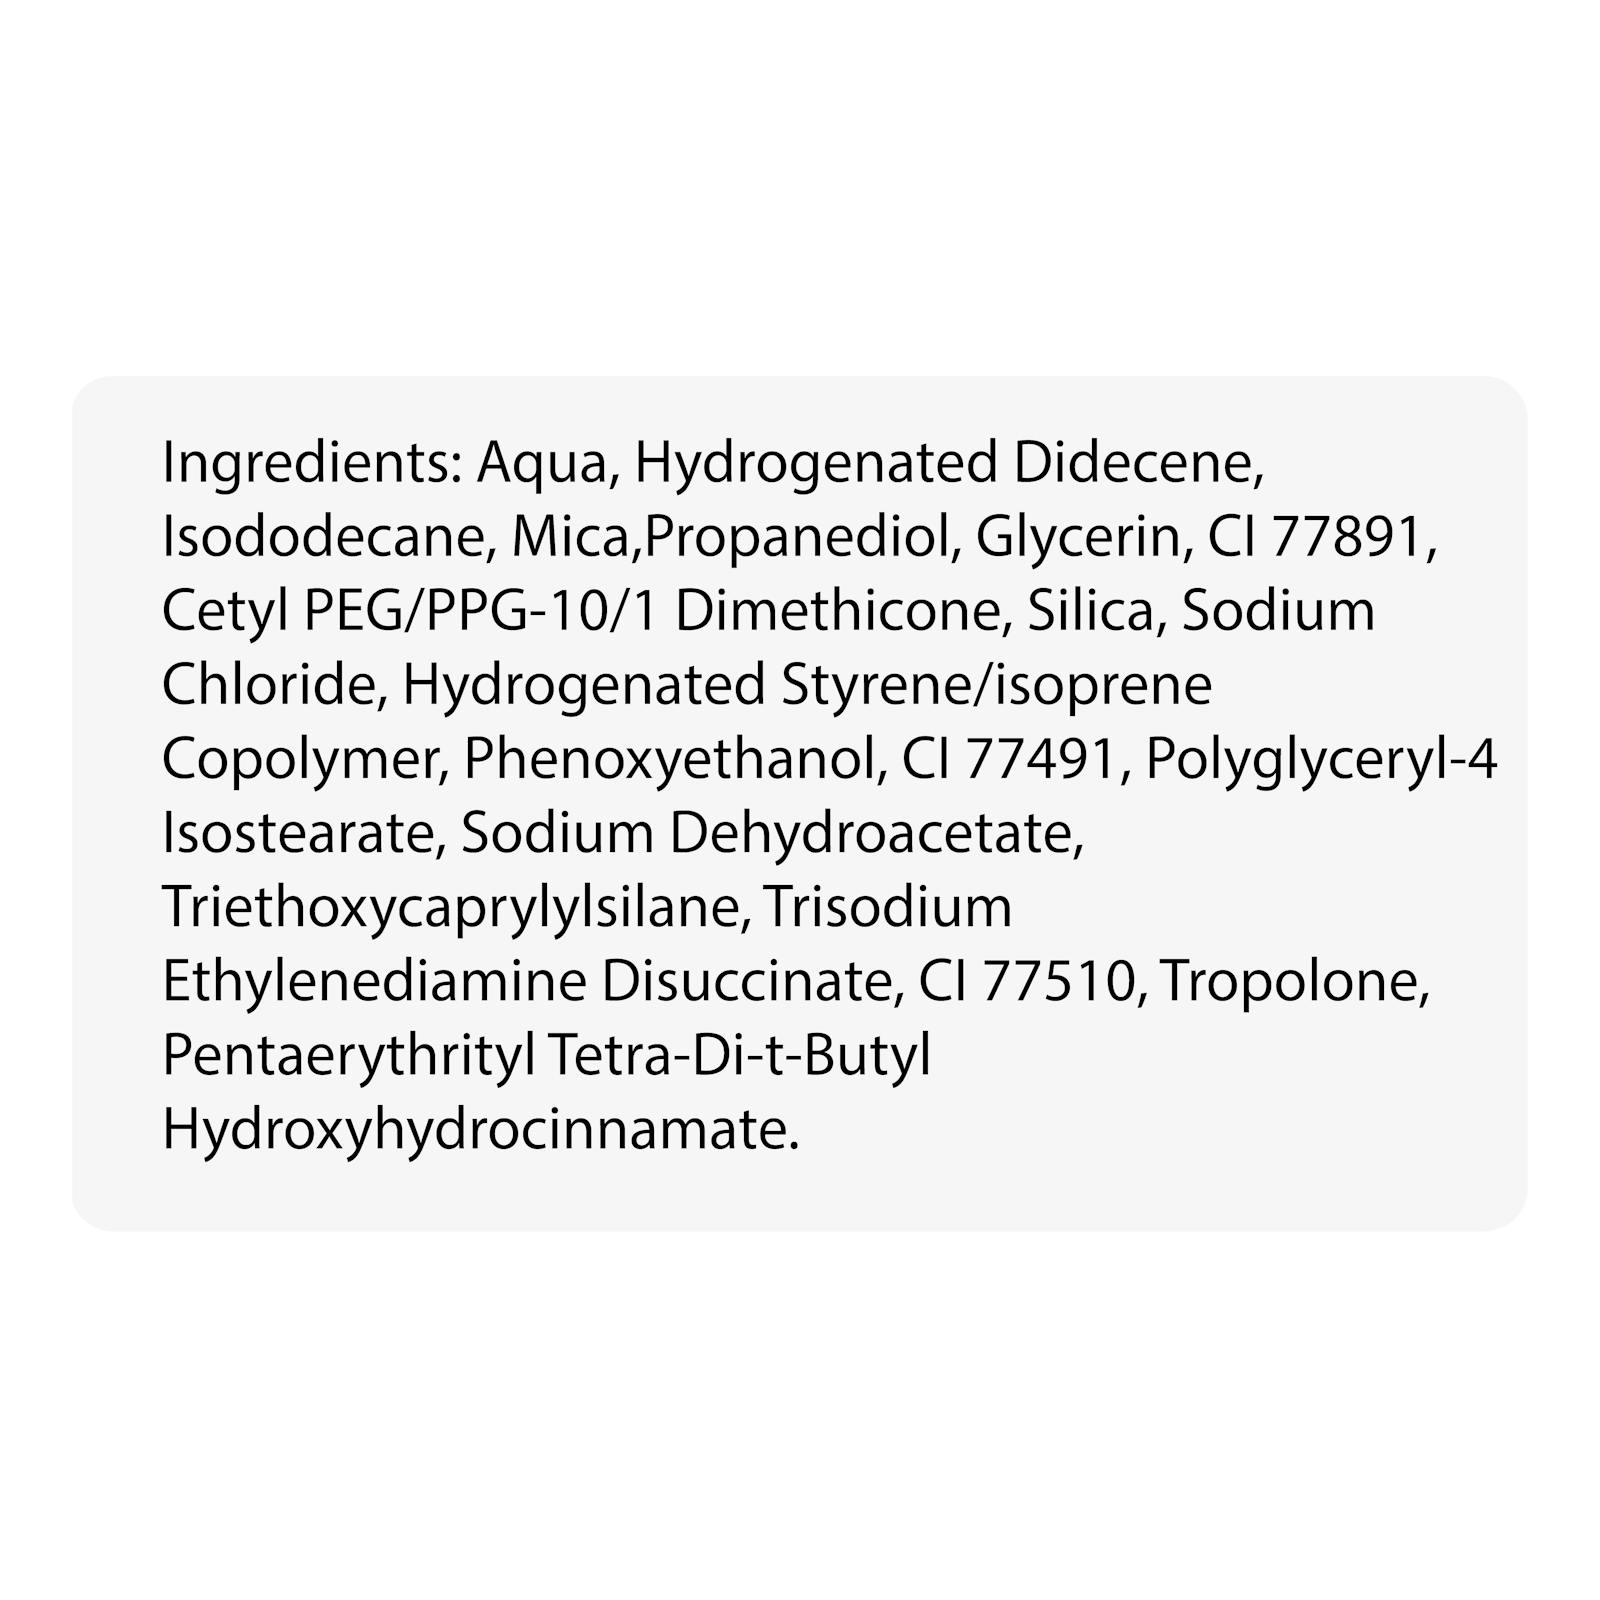 Ingredients: Aqua, Hydrogenated Didecene,
Isododecane, Mica,Propanediol, Glycerin, CI 77891,
Cetyl PEG/PPG-10/1 Dimethicone, Silica, Sodium
Chloride, Hydrogenated Styrene/isoprene
Copolymer, Phenoxyethanol, CI 77491, Polyglyceryl-4
Isostearate, Sodium Dehydroacetate,
Triethoxycaprylylsilane, Trisodium
Ethylenediamine Disuccinate, CI 77510, Tropolone,
Pentaerythrityl Tetra-Di-t-Butyl
Hydroxyhydrocinnamate.